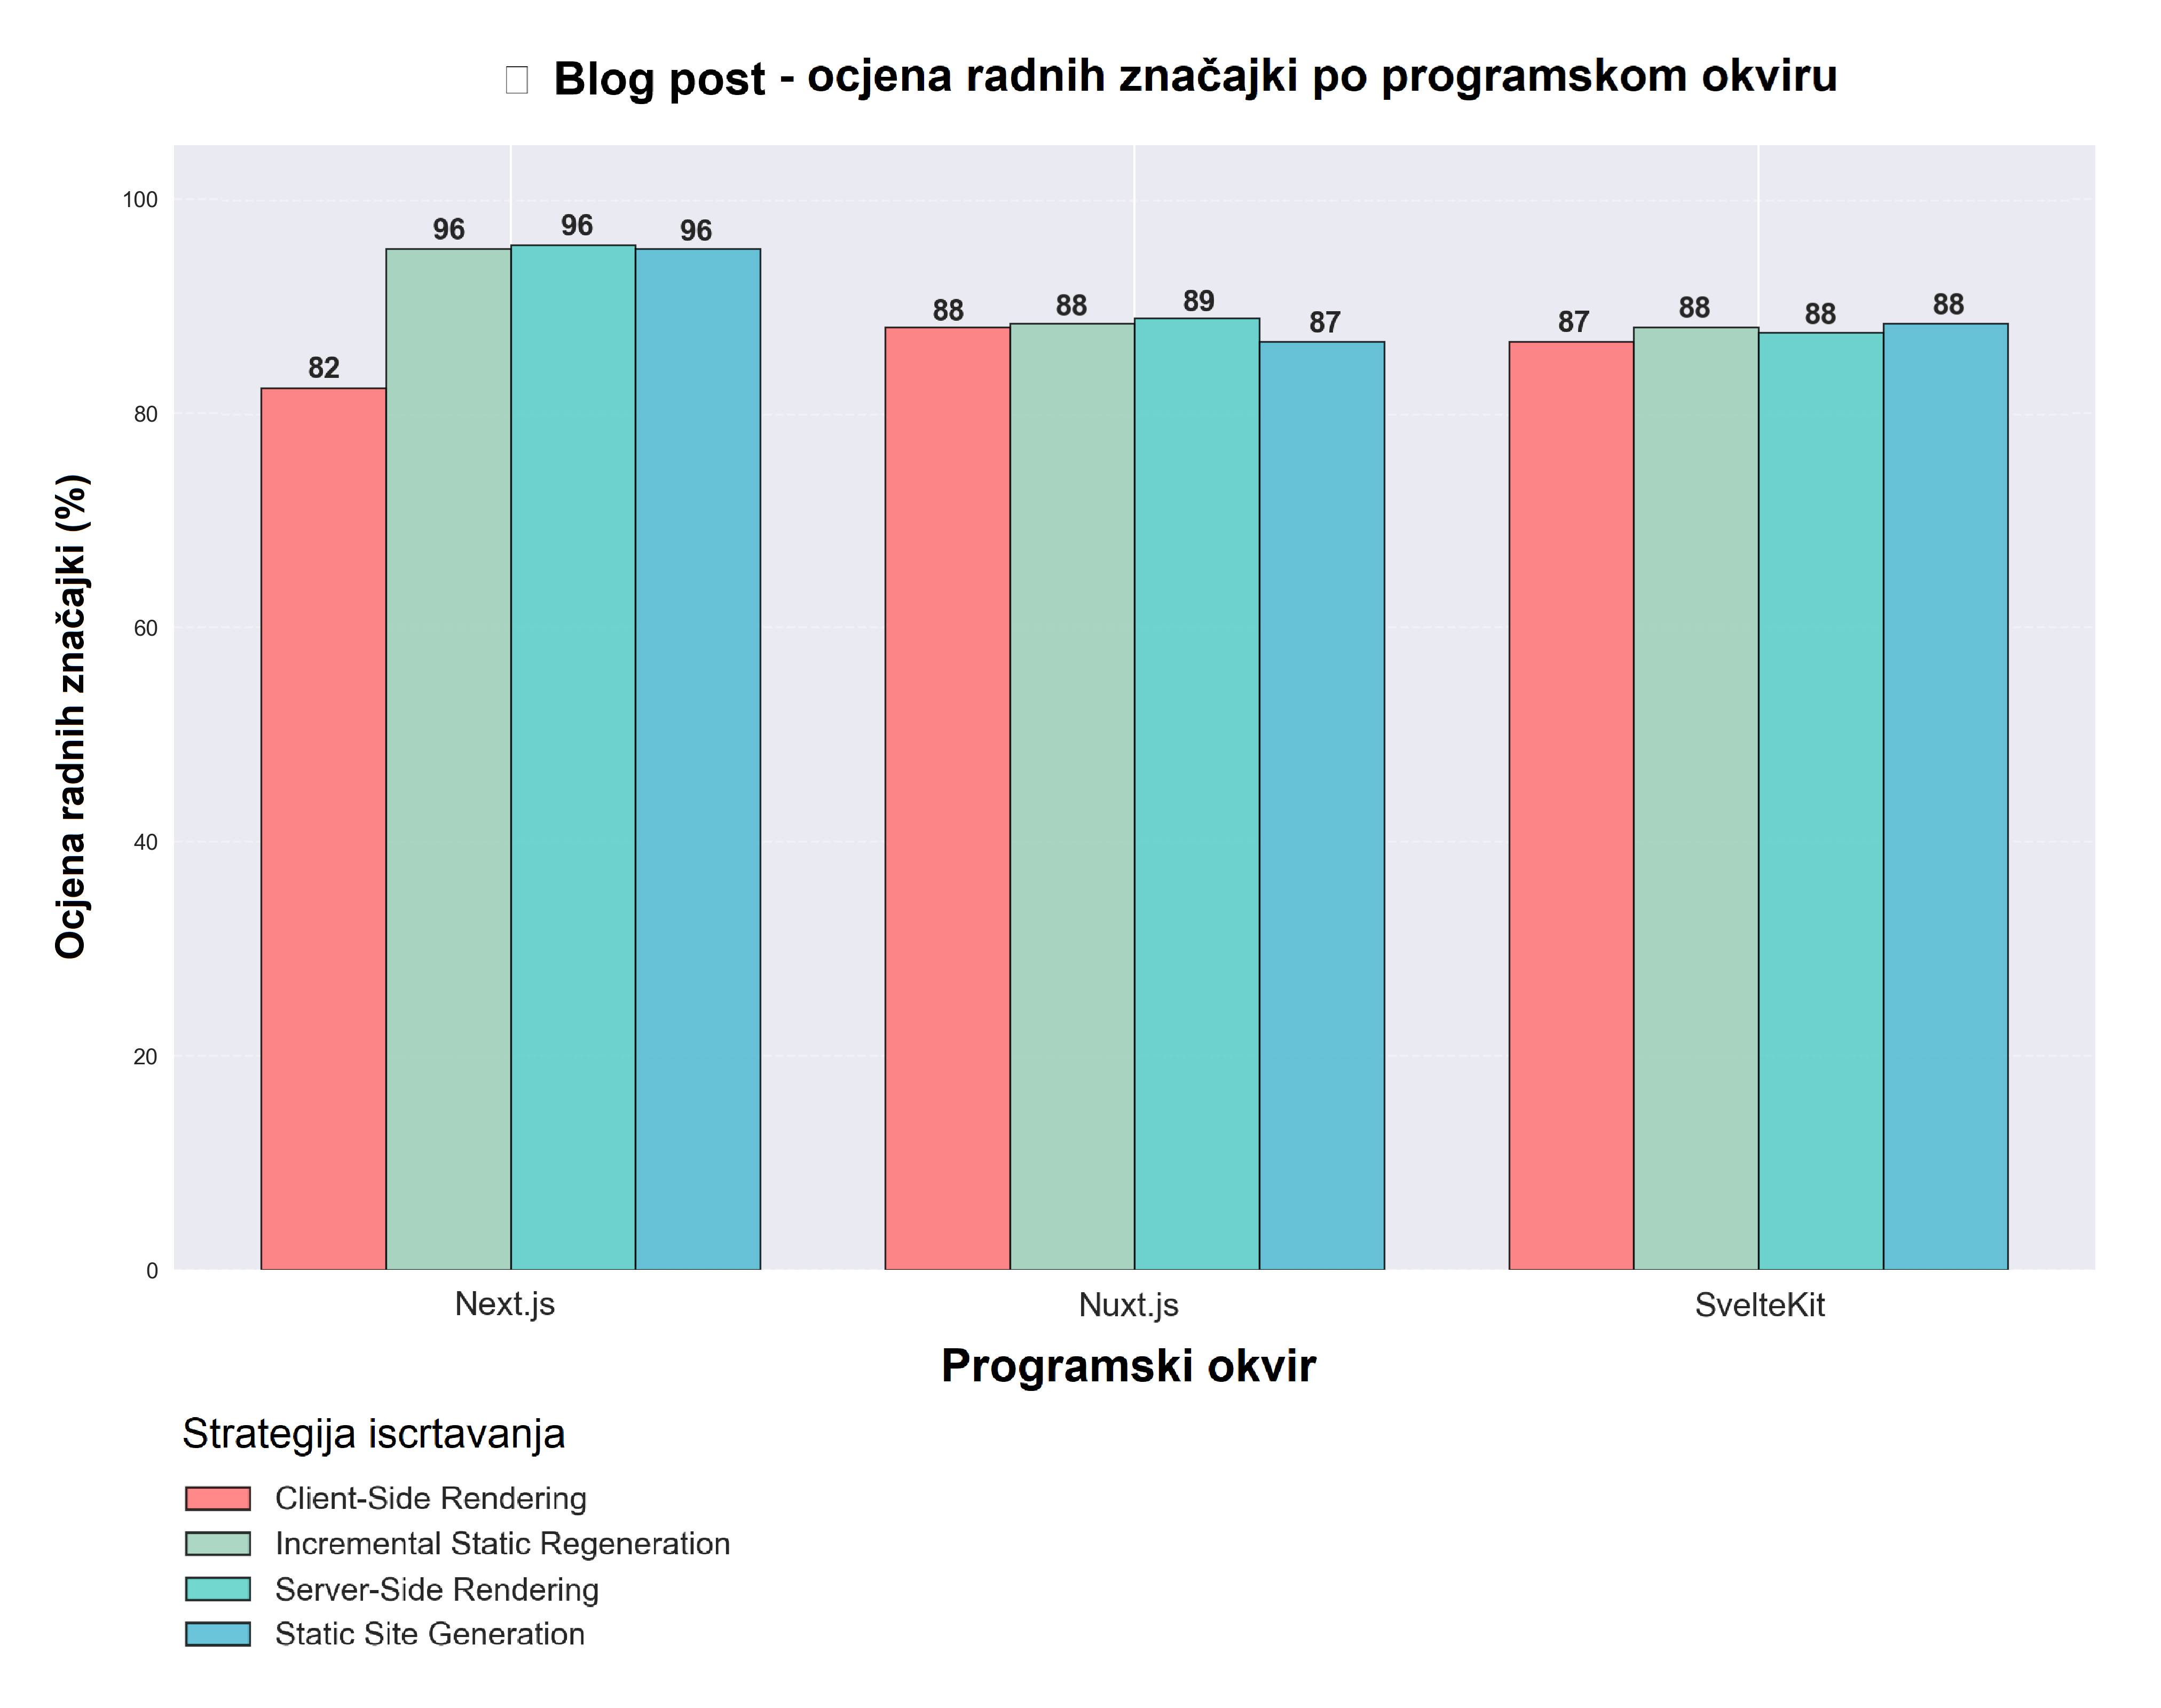 Blog post - ocjena radnih značajki po programskom okviru
Ocjena radnih značajki (%)
100
80
60
40
20
0
82
96
96
96
88
88
89
87
87
88
88
88
Next.js
Nuxt.js
SvelteKit
Programski okvir
Strategija iscrtavanja
Client-Side Rendering
Incremental Static Regeneration
Server-Side Rendering
Static Site Generation